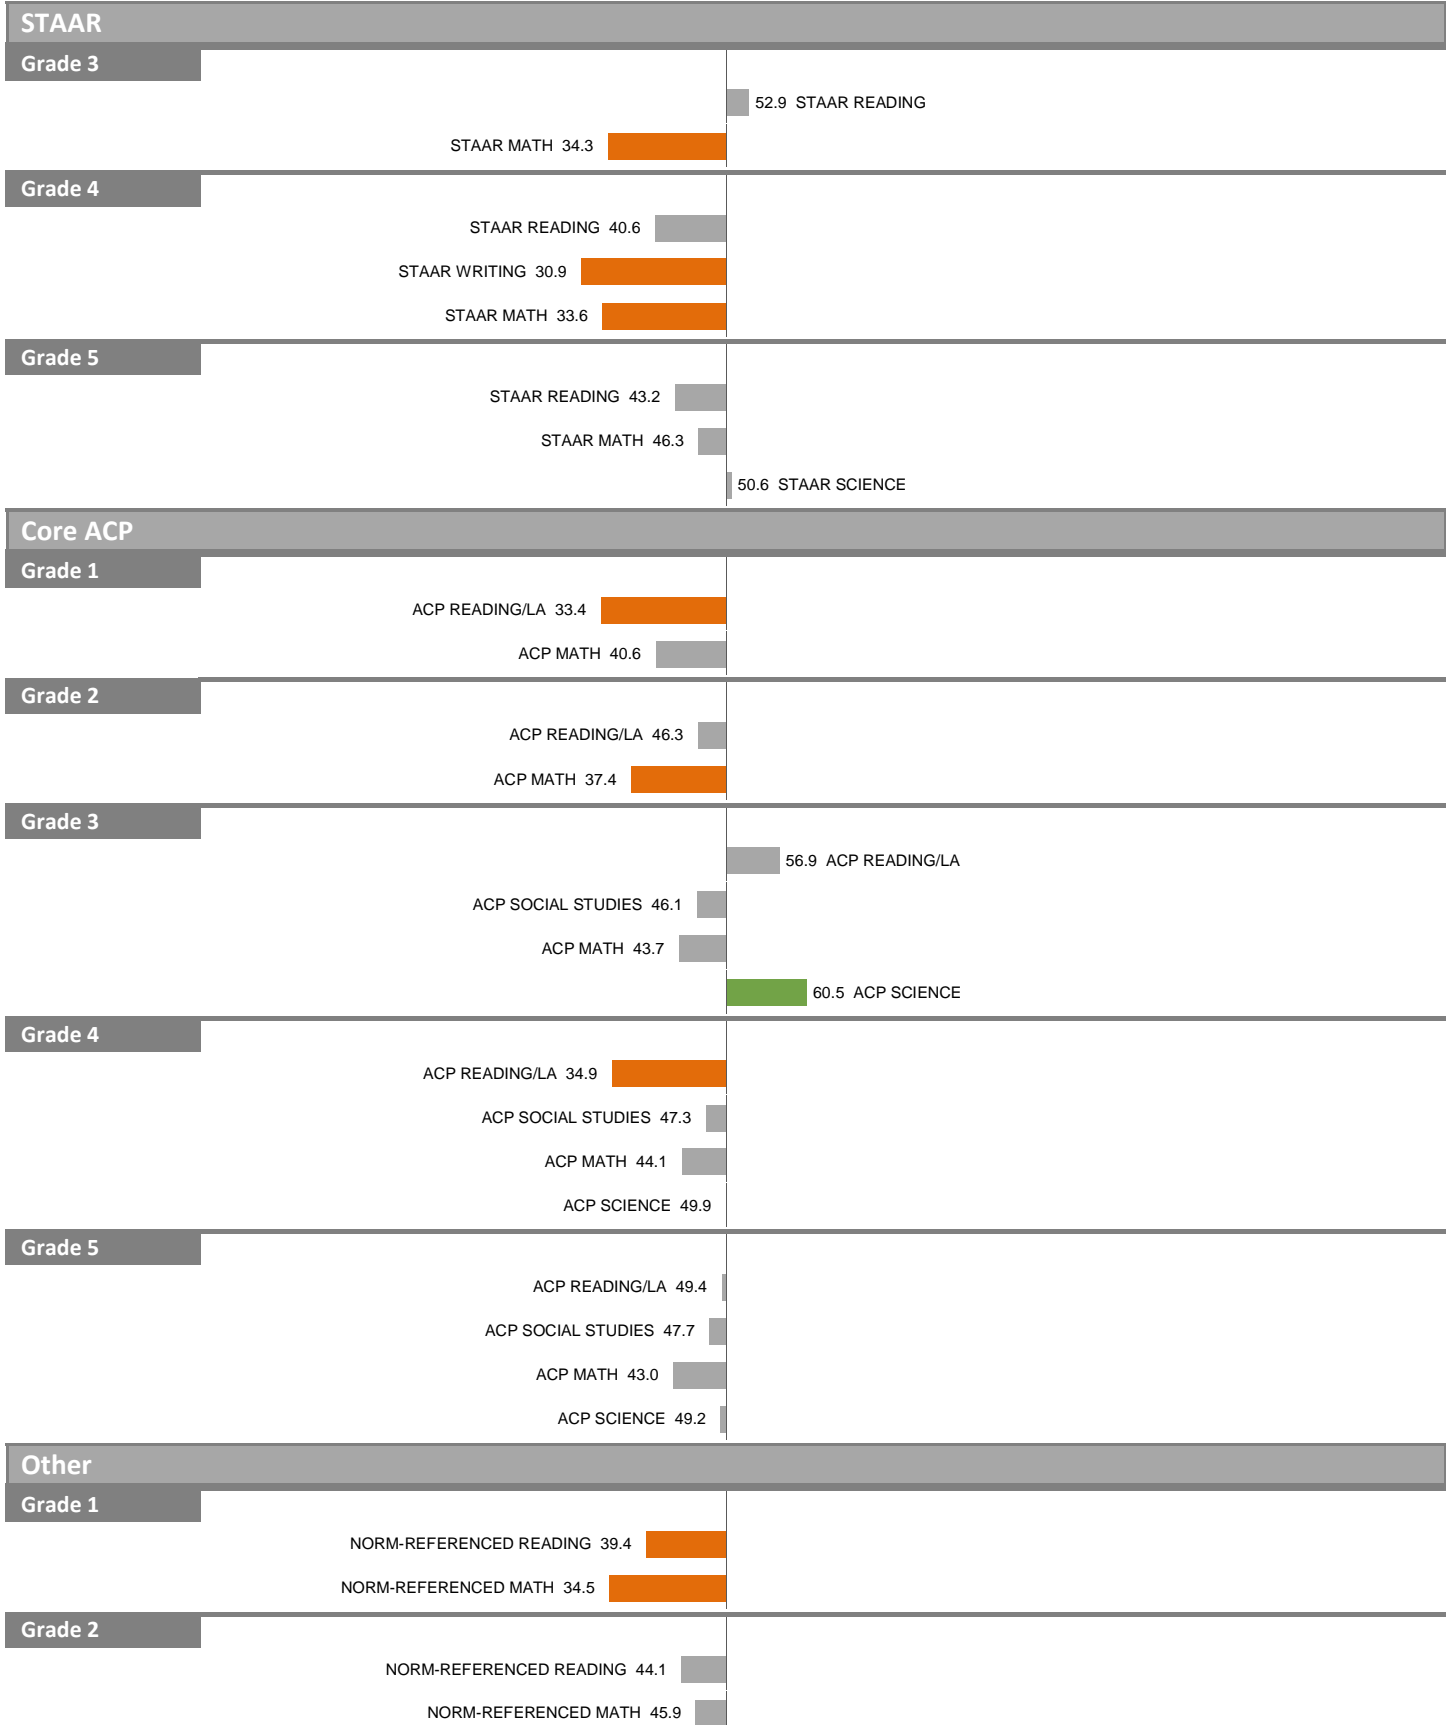 STAAR
Grade 3
52.9 STAAR READING
STAAR MATH 34.3
Grade 4
STAAR READING 40.6
STAAR WRITING 30.9
STAAR MATH 33.6
Grade 5
STAAR READING 43.2
STAAR MATH 46.3
50.6 STAAR SCIENCE
Core ACP
Grade 1
ACP READING/LA 33.4
ACP MATH 40.6
Grade 2
ACP READING/LA 46.3
ACP MATH 37.4
Grade 3
56.9 ACP READING/LA
ACP SOCIAL STUDIES 46.1
ACP MATH 43.7
60.5 ACP SCIENCE
Grade 4
ACP READING/LA 34.9
ACP SOCIAL STUDIES 47.3
ACP MATH 44.1
ACP SCIENCE 49.9
Grade 5
ACP READING/LA 49.4
ACP SOCIAL STUDIES 47.7
ACP MATH 43.0
ACP SCIENCE 49.2
Other
Grade 1
NORM-REFERENCED READING 39.4
NORM-REFERENCED MATH 34.5
Grade 2
NORM-REFERENCED READING 44.1
NORM-REFERENCED MATH 45.9